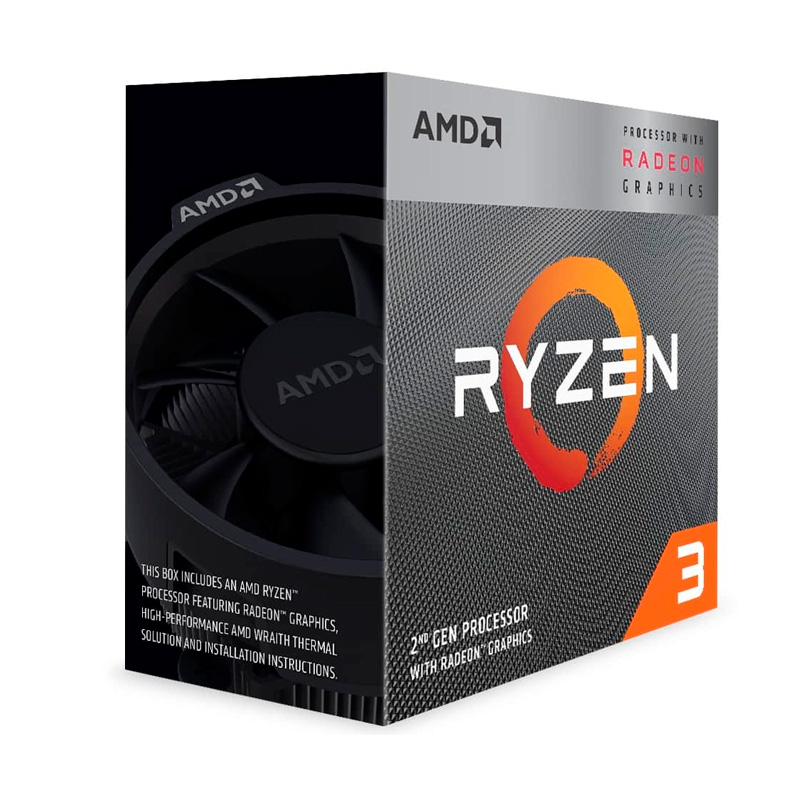 AMD
AMD
THIS BOX INCLUDES AN AMD RYZEN™
PROCESSOR FEATURING RADEON™ GRAPHICS,
HIGH-PERFORMANCE AMD WRAITH THERMAL
SOLUTION AND INSTALLATION INSTRUCTIONS.
AMD
PROCESSOR WITH
RADEON
GRAPHICS
RYZEN
3
2ND GEN PROCESSOR
WITH RADEON™ GRAPHICS